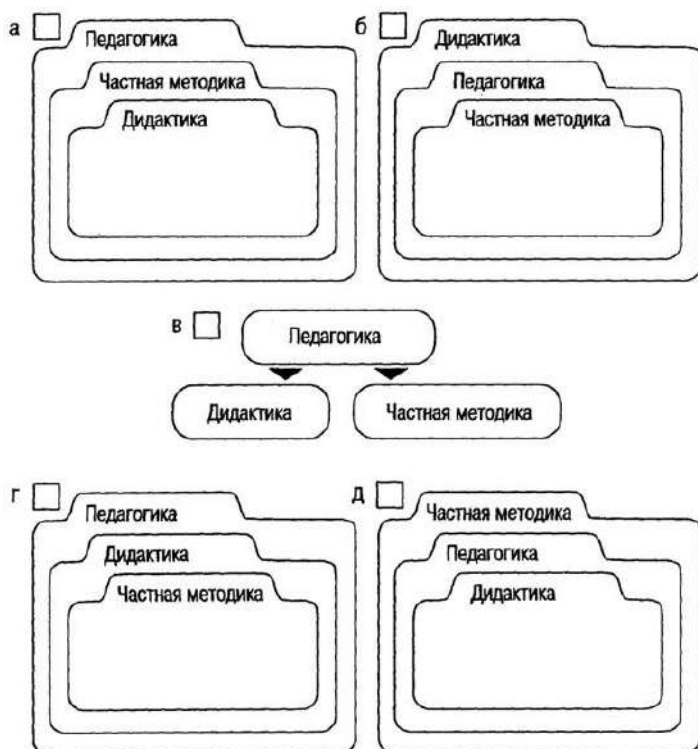 а
Педагогика
Частная методика
Дидактика
б
Дидактика
Педагогика
Частная методика
в
Педагогика
Дидактика
Частная методика
г
Педагогика
Дидактика
Частная методика
д
Частная методика
Педагогика
Дидактика